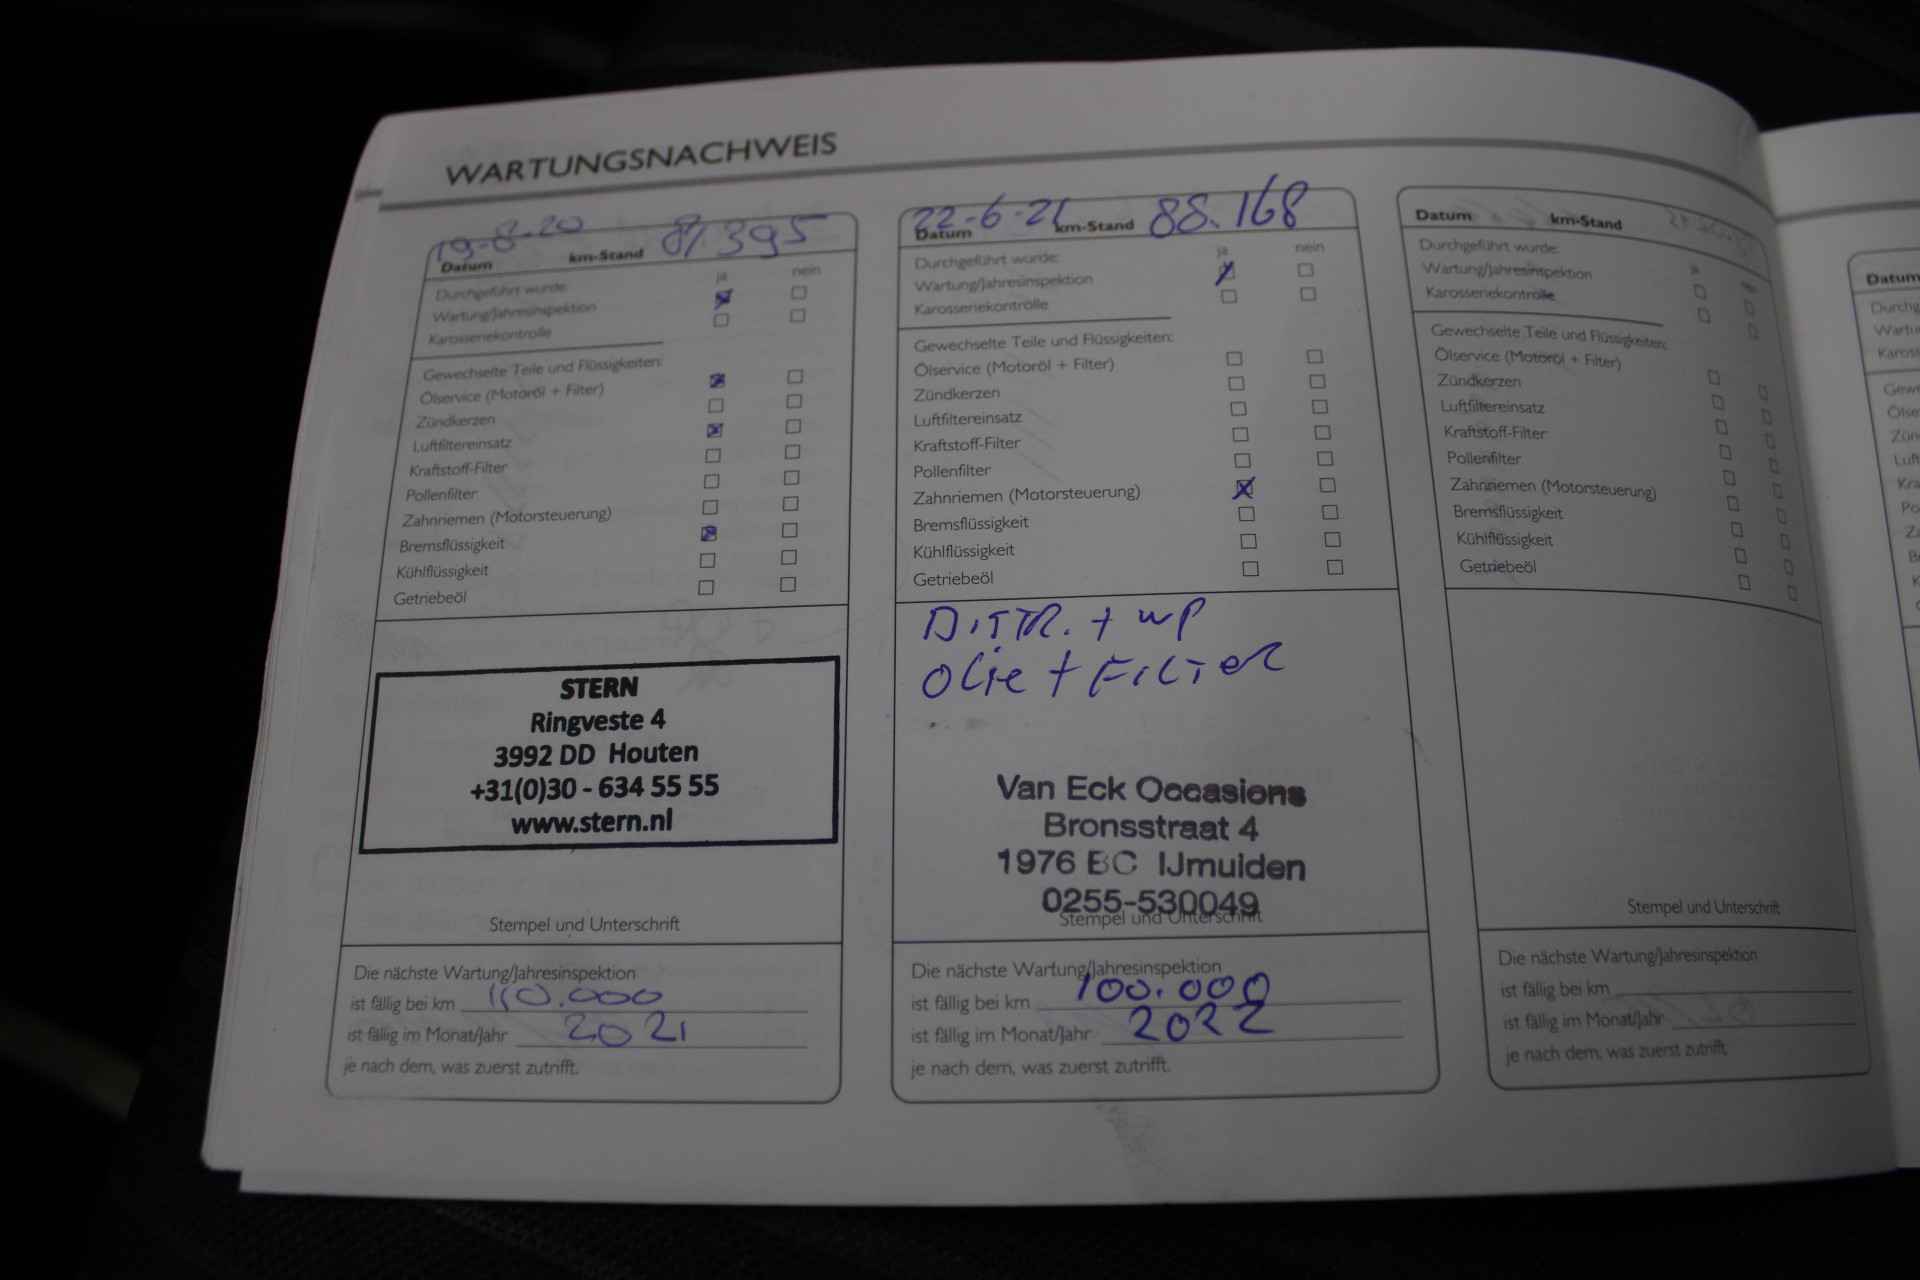 WARTUNGSNACHWEIS
19-8-20 87.395
Datum km-Stand
ja nein
Durchgeführt wurde:
Wartung/Jahresinspektion
Karosseriekontrolle
Gewechselte Teile und Flüssigkeiten:
Ölservice (Motoröl + Filter)
Zündkerzen
Luftfiltereinsatz
Kraftstoff-Filter
Pollenfilter
Zahnriemen (Motorsteuerung)
Bremsflüssigkeit
Kühlflüssigkeit
Getriebeöl
STERN
Ringveste 4
3992 DD Houten
+31(0)30 - 634 55 55
www.stern.nl
Stempel und Unterschrift
Die nächste Wartung/Jahresinspektion
ist fällig bei km 110.000
ist fällig im Monat/Jahr 2021
je nach dem, was zuerst zutrifft.
22-6-21 88.168
Datum km-Stand
ja nein
Durchgeführt wurde:
Wartung/Jahresinspektion
Karosseriekontrolle
Gewechselte Teile und Flüssigkeiten:
Ölservice (Motoröl + Filter)
Zündkerzen
Luftfiltereinsatz
Kraftstoff-Filter
Pollenfilter
Zahnriemen (Motorsteuerung)
Bremsflüssigkeit
Kühlflüssigkeit
Getriebeöl
DITTR. + WP
Olie + Filter
Van Eck Occasions
Bronsstraat 4
1976 BC IJmuiden
0255-530049
Stempel und Unterschrift
Die nächste Wartung/Jahresinspektion
ist fällig bei km 100.000
ist fällig im Monat/Jahr 2022
je nach dem, was zuerst zutrifft.
Datum km-Stand
Durchgeführt wurde:
Wartung/Jahresinspektion
Karosseriekontrolle
Gewechselte Teile und Flüssigkeiten:
Ölservice (Motoröl + Filter)
Zündkerzen
Luftfiltereinsatz
Kraftstoff-Filter
Pollenfilter
Zahnriemen (Motorsteuerung)
Bremsflüssigkeit
Kühlflüssigkeit
Getriebeöl
Stempel und Unterschrift
Die nächste Wartung/Jahresinspektion
ist fällig bei km
ist fällig im Monat/Jahr
je nach dem, was zuerst zutrifft.
Datum